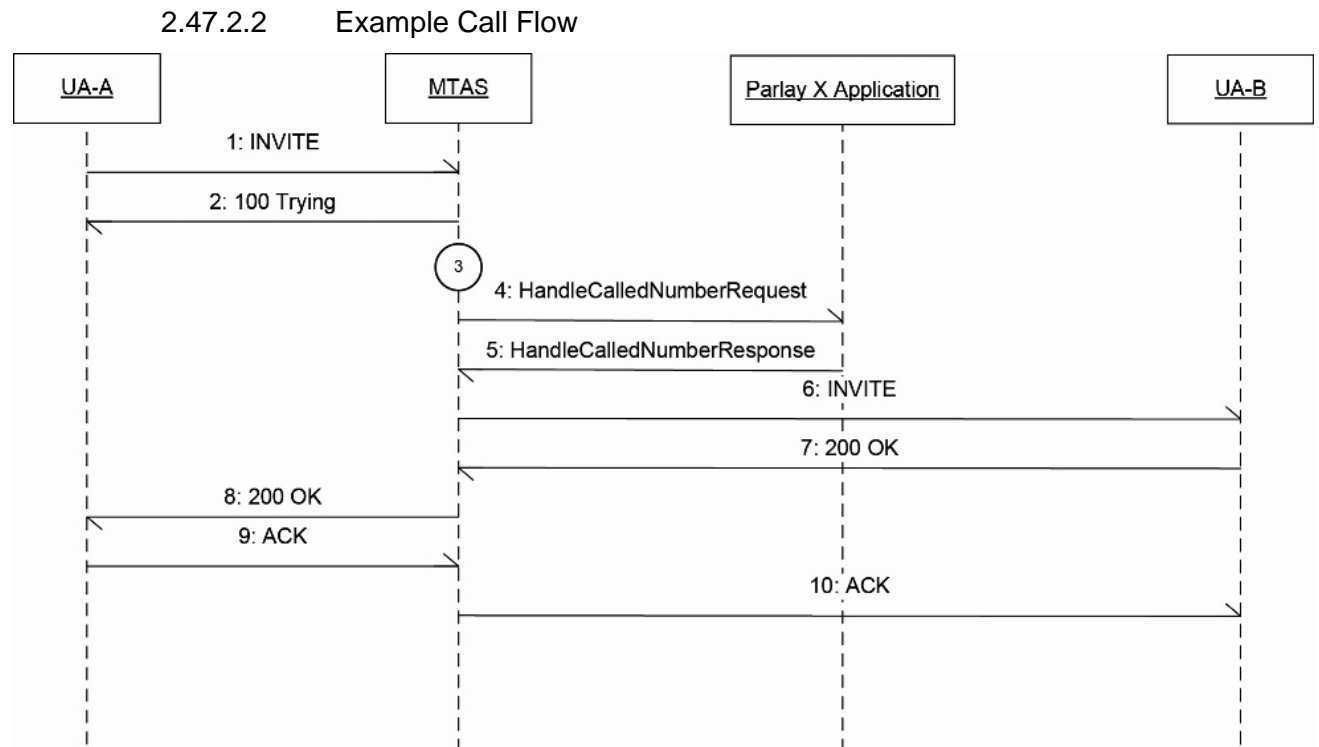 2.47.2.2 Example Call Flow
UA-A
MTAS
Parlay X Application
UA-B
1: INVITE
2: 100 Trying
3
4: HandleCalledNumberRequest
5: HandleCalledNumberResponse
6: INVITE
7: 200 OK
8: 200 OK
9: ACK
10: ACK